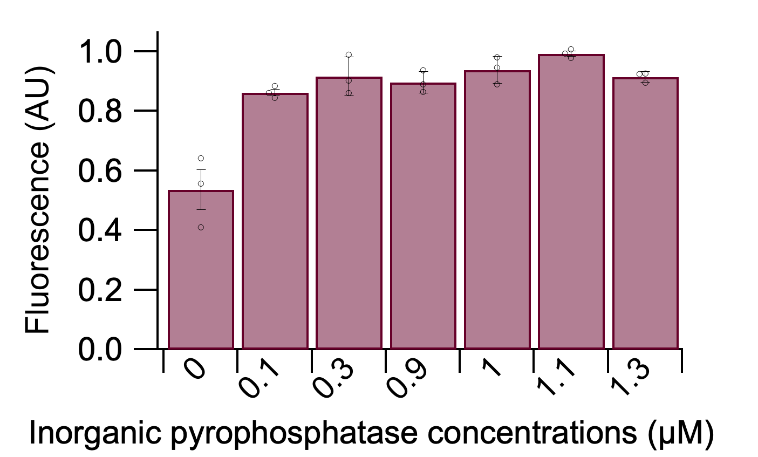 Fluorescence (AU)
1.0
0.8
0.6
0.4
0.2
0.0
0 0.1 0.3 0.9 1 1.1 1.3
Inorganic pyrophosphatase concentrations (μM)